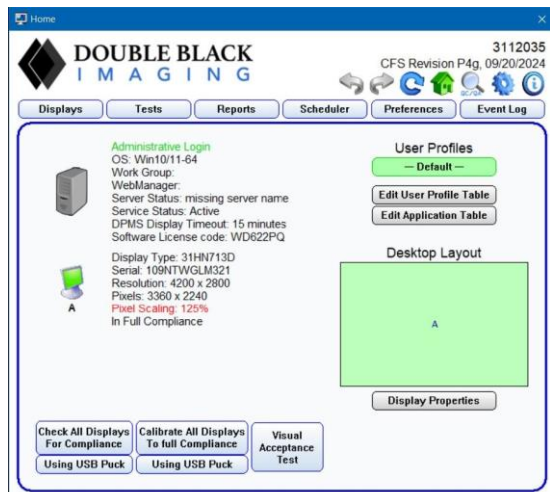 Home
DOUBLE BLACK
IMAGING
3112035
CFS Revision P4g, 09/20/2024
Displays Tests Reports Scheduler Preferences Event Log
Administrative Login
OS: Win10/11-64
Work Group:
WebManager:
Server Status: missing server name
Service Status: Active
DPMS Display Timeout: 15 minutes
Software License code: WD622PQ
Display Type: 31HN713D
Serial: 109NTWGLM321
Resolution: 4200 x 2800
Pixels: 3360 x 2240
Pixel Scaling: 125%
In Full Compliance
A
User Profiles
— Default —
Edit User Profile Table
Edit Application Table
Desktop Layout
A
Display Properties
Check All Displays
For Compliance
Using USB Puck
Calibrate All Displays
To full Compliance
Using USB Puck
Visual
Acceptance
Test